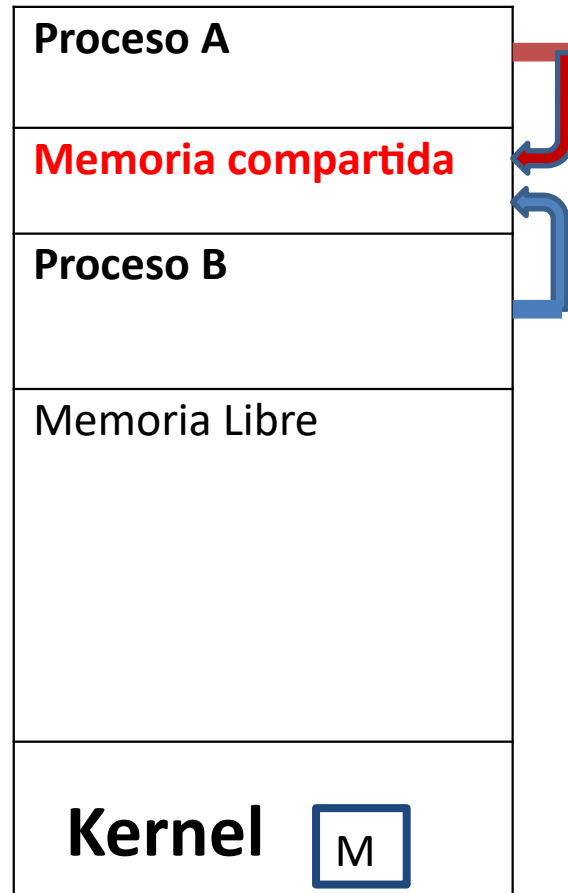 Proceso A
Memoria compartida
Proceso B
Memoria Libre
Kernel M